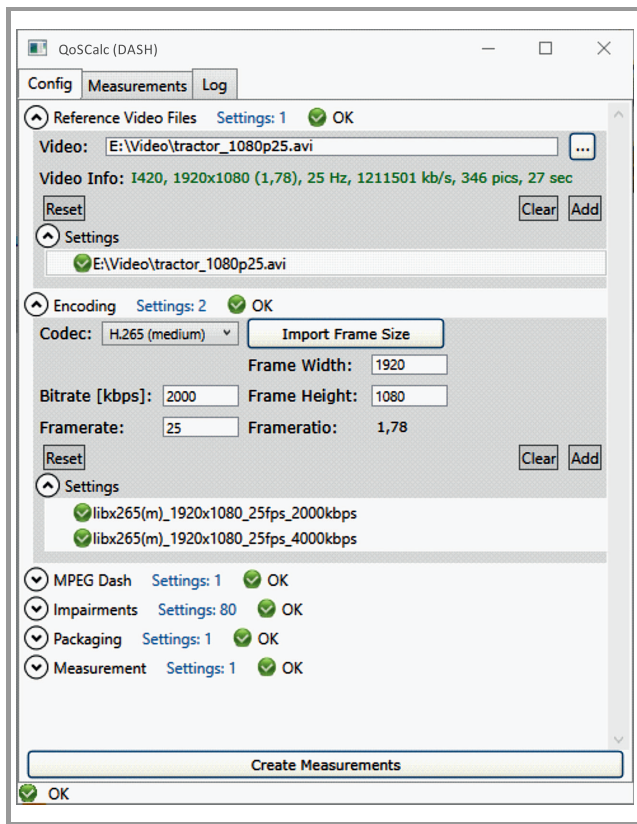 QoSCalc (DASH)
Config Measurements Log
Reference Video Files Settings: 1 OK
Video: E:\Video\tractor_1080p25.avi ...
Video Info: I420, 1920x1080 (1,78), 25 Hz, 1211501 kb/s, 346 pics, 27 sec
Reset Clear Add
Settings
E:\Video\tractor_1080p25.avi
Encoding Settings: 2 OK
Codec: H.265 (medium) Import Frame Size
Frame Width: 1920
Bitrate [kbps]: 2000 Frame Height: 1080
Framerate: 25 Frameratio: 1,78
Reset Clear Add
Settings
libx265(m)_1920x1080_25fps_2000kbps
libx265(m)_1920x1080_25fps_4000kbps
MPEG Dash Settings: 1 OK
Impairments Settings: 80 OK
Packaging Settings: 1 OK
Measurement Settings: 1 OK
Create Measurements
OK